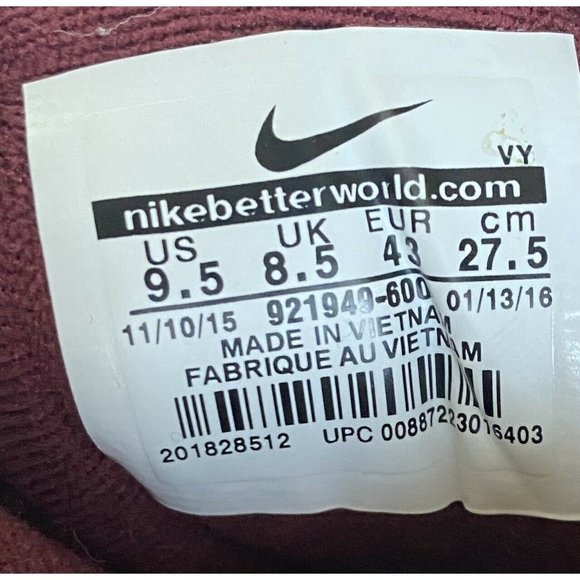 VY
nikebetterworld.com
US UK EUR cm
9.5 8.5 43 27.5
11/10/15 921949-600 01/13/16
MADE IN VIETNAM
FABRIQUE AU VIETNAM
201828512 UPC 00887223016403